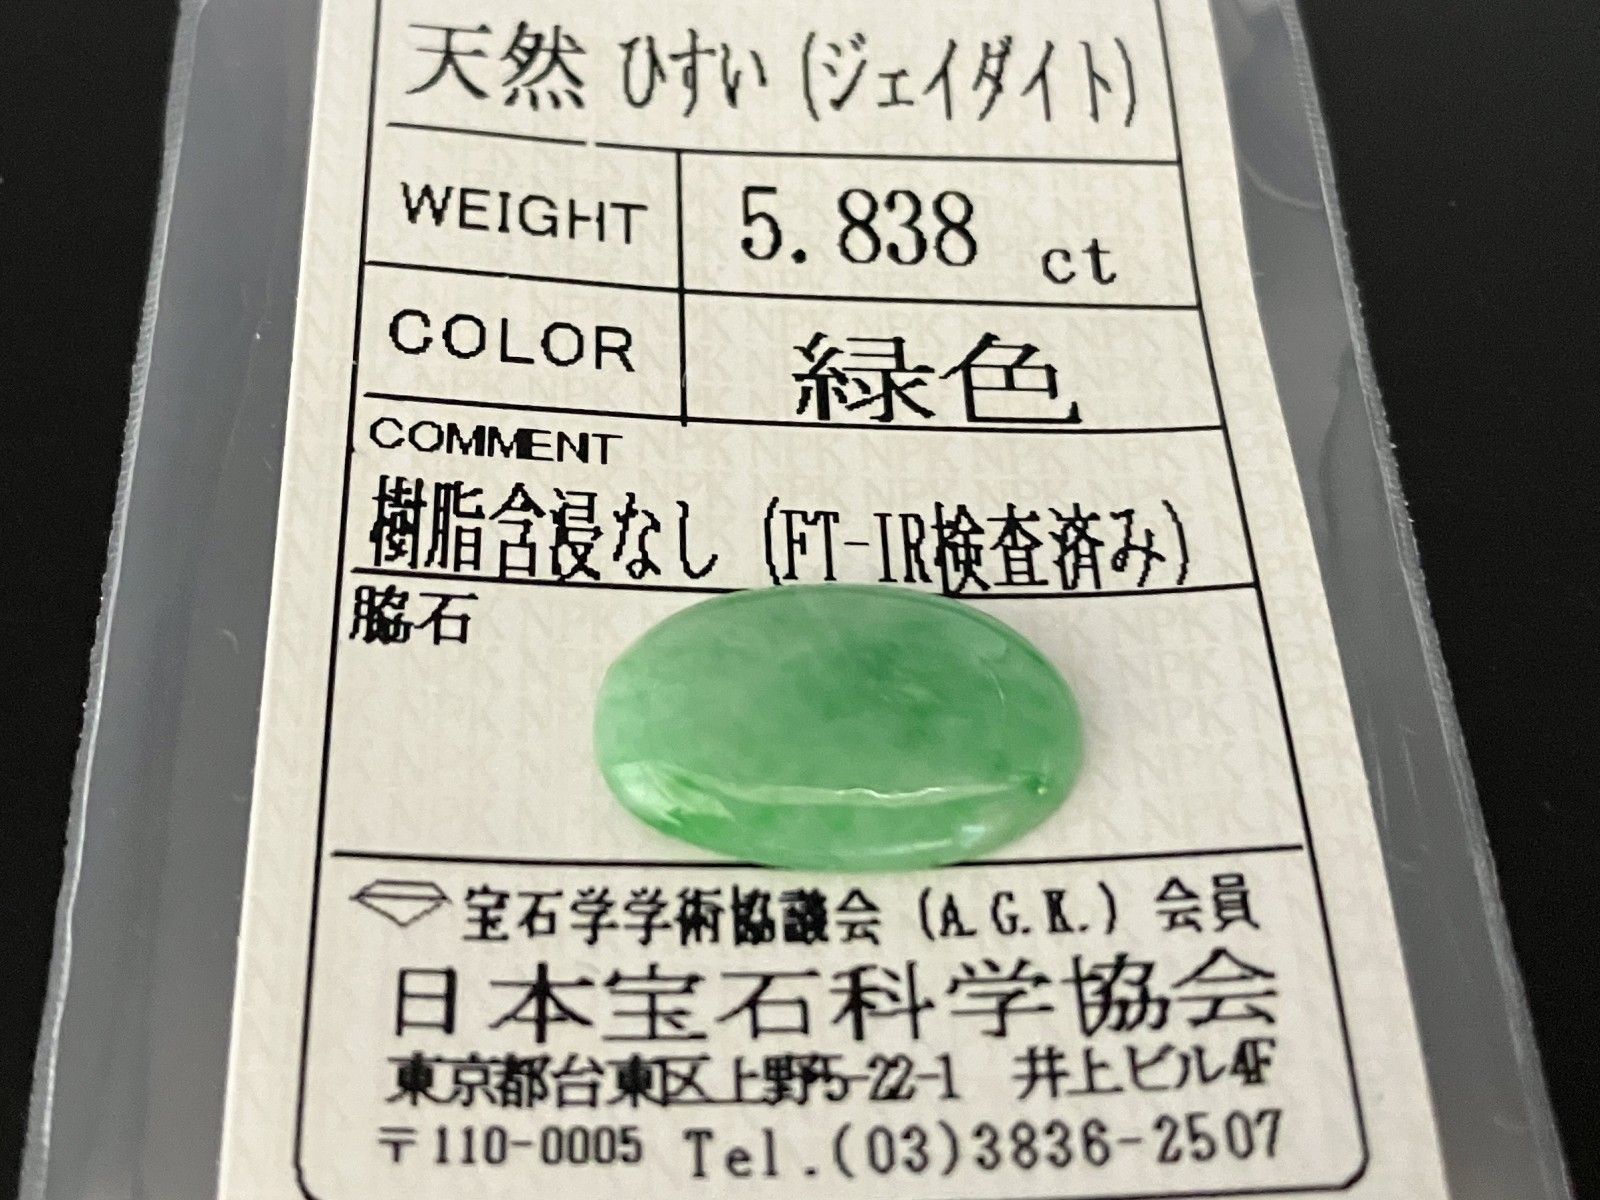 天然 ひすい (ジェイダイト)
WEIGHT 5.838 ct
COLOR 緑色
COMMENT
樹脂含浸なし (FT-IR検査済み)
脇石
宝石学学術協議会 (A.G.K.) 会員
日本宝石科学協会
東京都台東区上野5-22-1 井上ビル4F
〒110-0005 Tel.(03)3836-2507